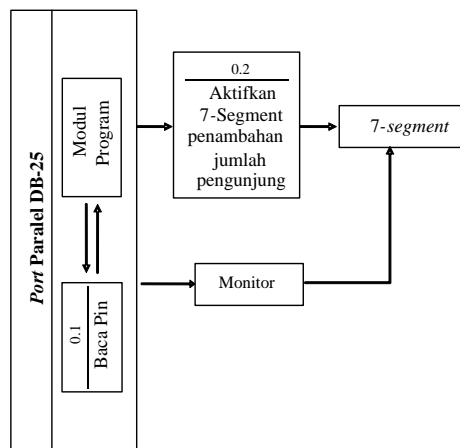 Port Paralel DB-25
Modul
Program
0.1
Baca Pin
0.2
Aktifkan
7-Segment
penambahan
jumlah
pengunjung
7-segment
Monitor